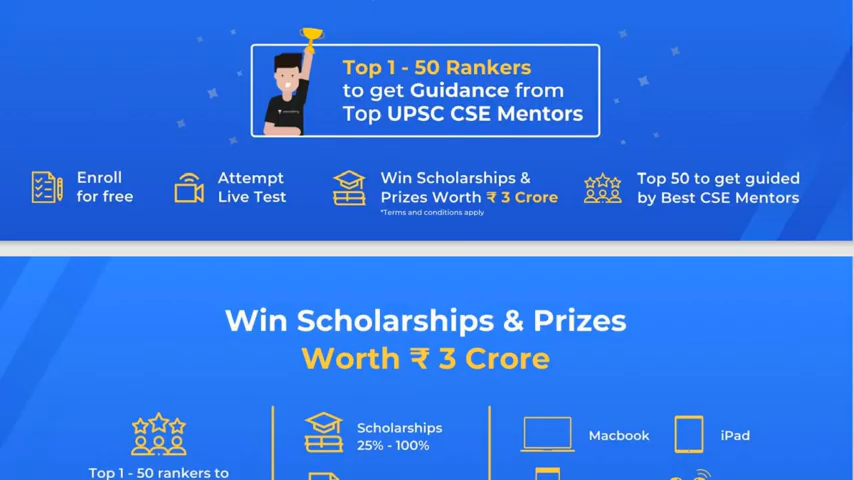 Top 1 - 50 Rankers
to get Guidance from
Top UPSC CSE Mentors
Enroll
for free
Attempt
Live Test
Win Scholarships &
Prizes Worth ₹ 3 Crore
*Terms and conditions apply
Top 50 to get guided
by Best CSE Mentors
Win Scholarships & Prizes
Worth ₹ 3 Crore
Top 1 - 50 rankers to
Scholarships
25% - 100%
Macbook
iPad